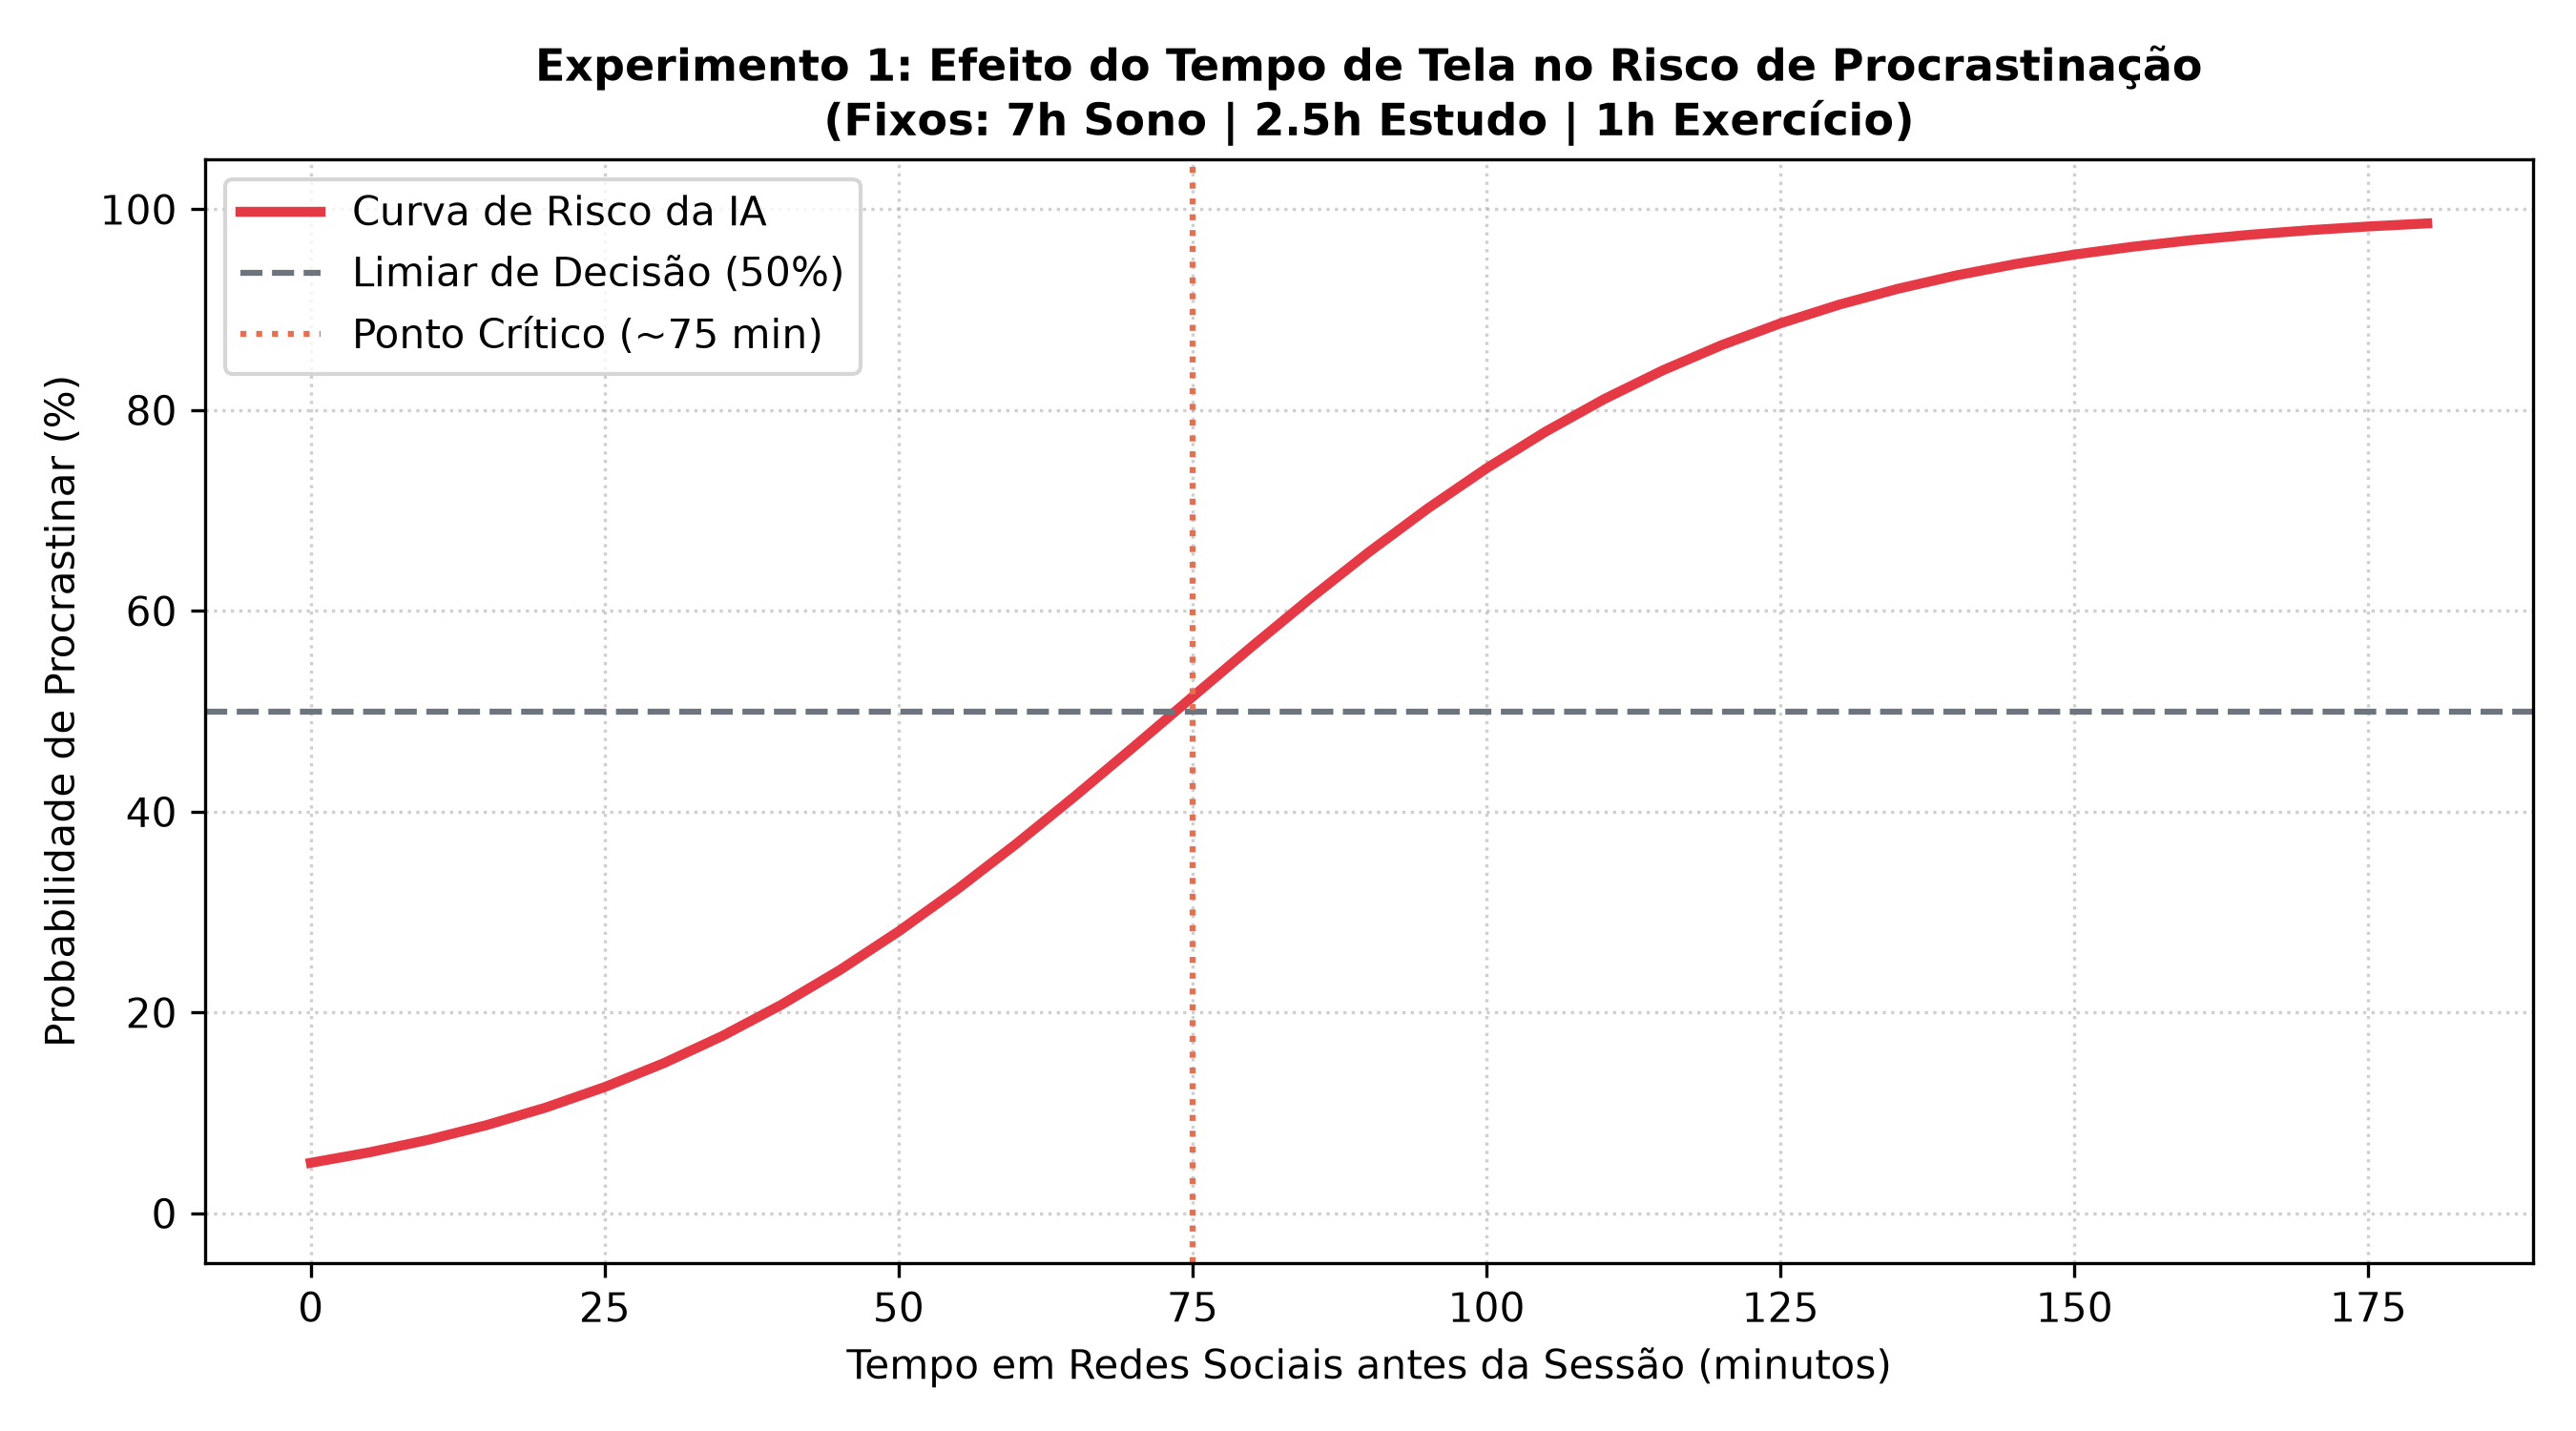 Experimento 1: Efeito do Tempo de Tela no Risco de Procrastinação
(Fixos: 7h Sono | 2.5h Estudo | 1h Exercício)
Curva de Risco da IA
Limiar de Decisão (50%)
Ponto Crítico (~75 min)
Probabilidade de Procrastinar (%)
100
80
60
40
20
0
0 25 50 75 100 125 150 175
Tempo em Redes Sociais antes da Sessão (minutos)